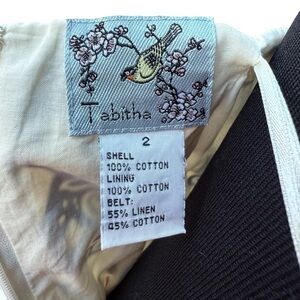 Tabitha
2
SHELL
100% COTTON
LINING
100% COTTON
BELT:
55% LINEN
45% COTTON